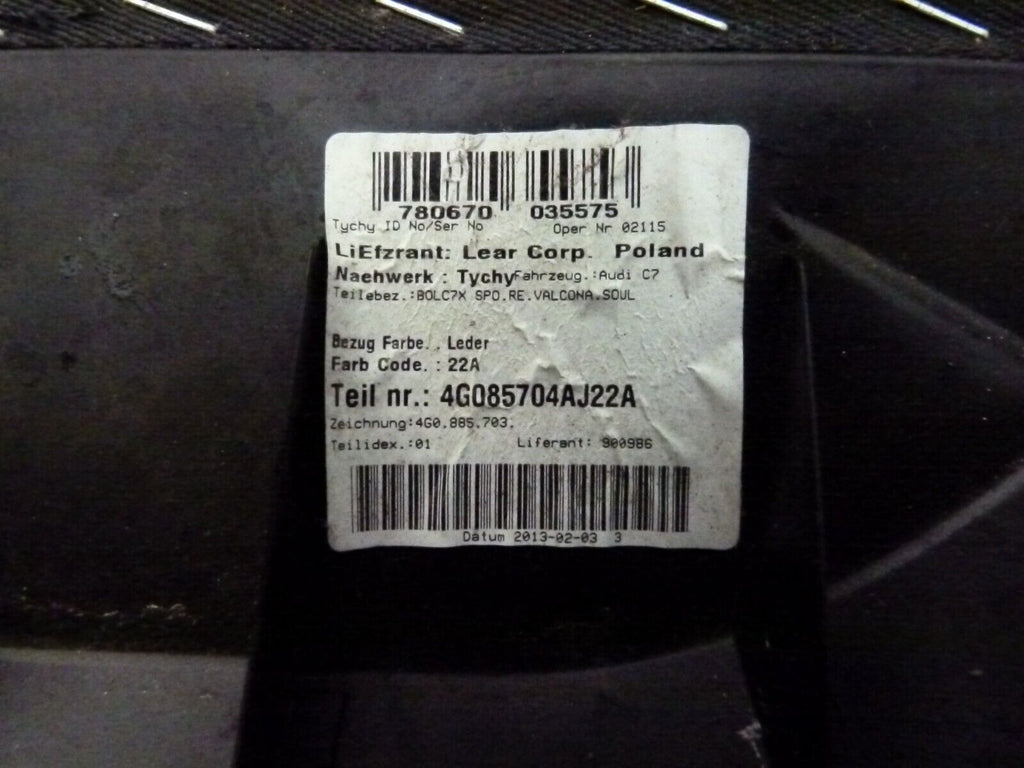 780670 035575
Tychy ID No/Ser No Oper Nr 02115
LiEfzrant: Lear Corp. Poland
Naehwerk : Tychy Fahrzeug.:Audi C7
Teilebez.:BOLC7X SPO.RE.VALCONA.SOUL
Bezug Farbe. . Leder
Farb Code. : 22A
Teil nr.: 4G085704AJ22A
Zeichnung:4G0.885.703.
Teilidex.:01 Liferant: 900986
Datum 2013-02-03 3